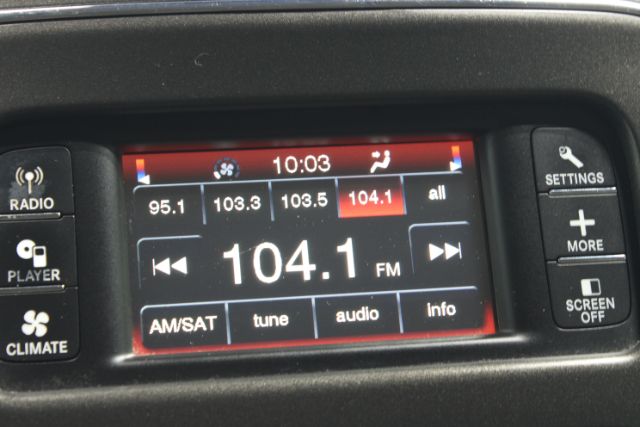 10:03
95.1 103.3 103.5 104.1 all
104.1 FM
AM/SAT tune audio info
RADIO
PLAYER
CLIMATE
SETTINGS
MORE
SCREEN
OFF